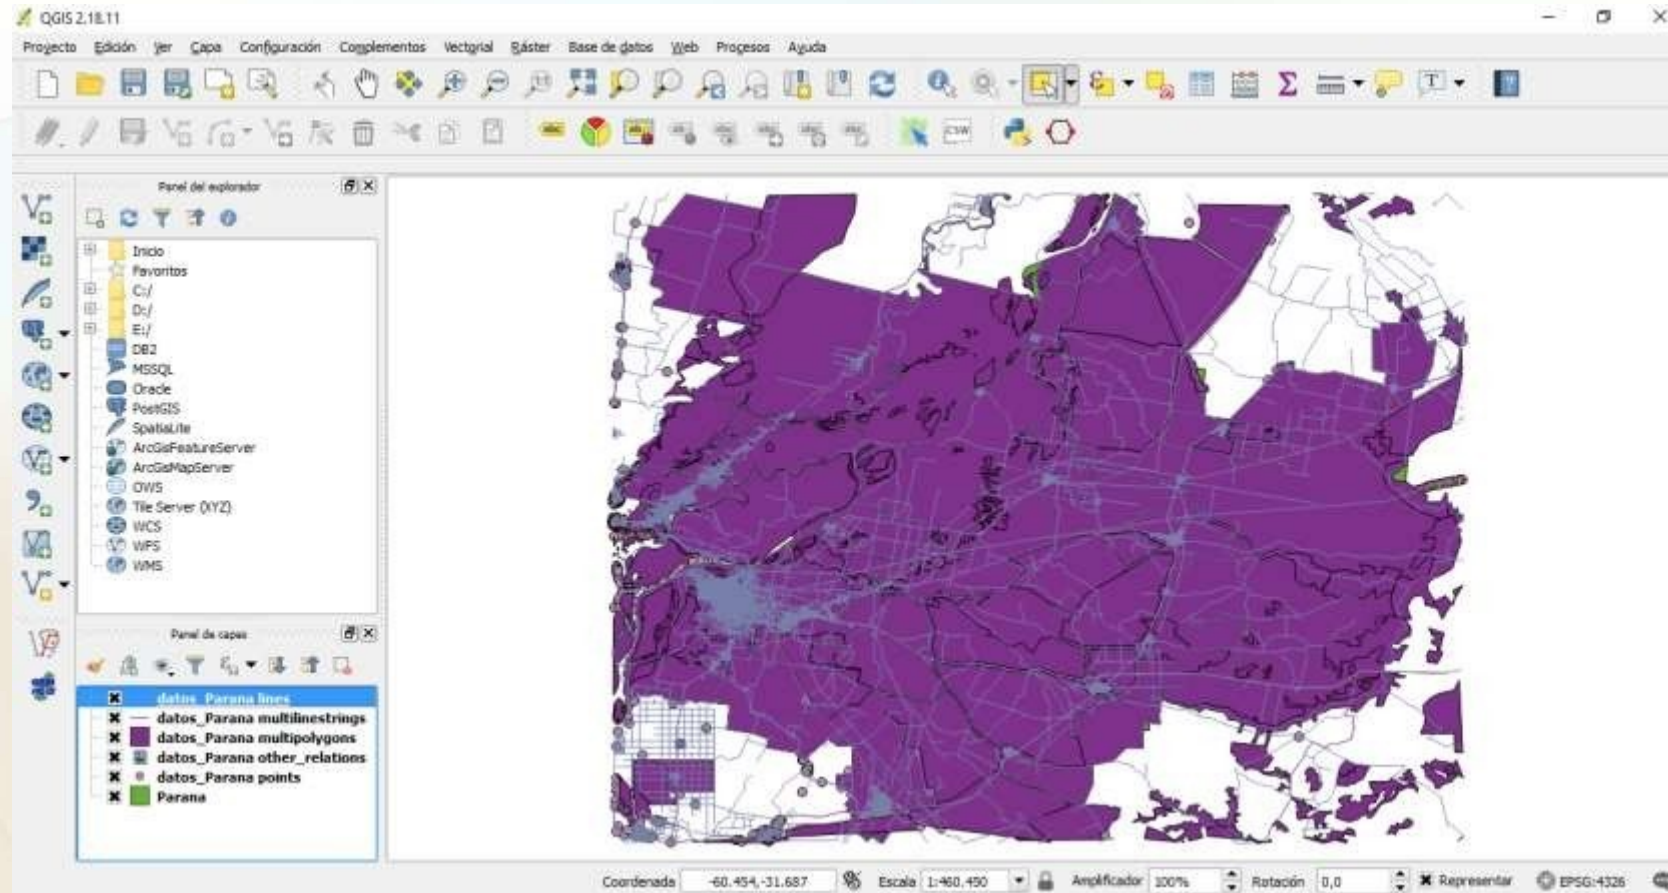 QGIS 2.18.11
Proyecto Edición Ver Capa Configuración Complementos Vectorial Ráster Base de datos Web Procesos Ayuda
abc
CSW
Panel del explorador
Inicio
Favoritos
C:/
D:/
E:/
DB2
MSSQL
Oracle
PostGIS
SpatiaLite
ArcGisFeatureServer
ArcGisMapServer
OWS
Tile Server (XYZ)
WCS
WFS
WMS
Panel de capas
datos_Parana lines
datos_Parana multilinestrings
datos_Parana multipolygons
datos_Parana other_relations
datos_Parana points
Parana
Coordenada -60.454,-31.687 Escala 1:460.450 Amplificador 100% Rotación 0,0 Representar EPSG:4326